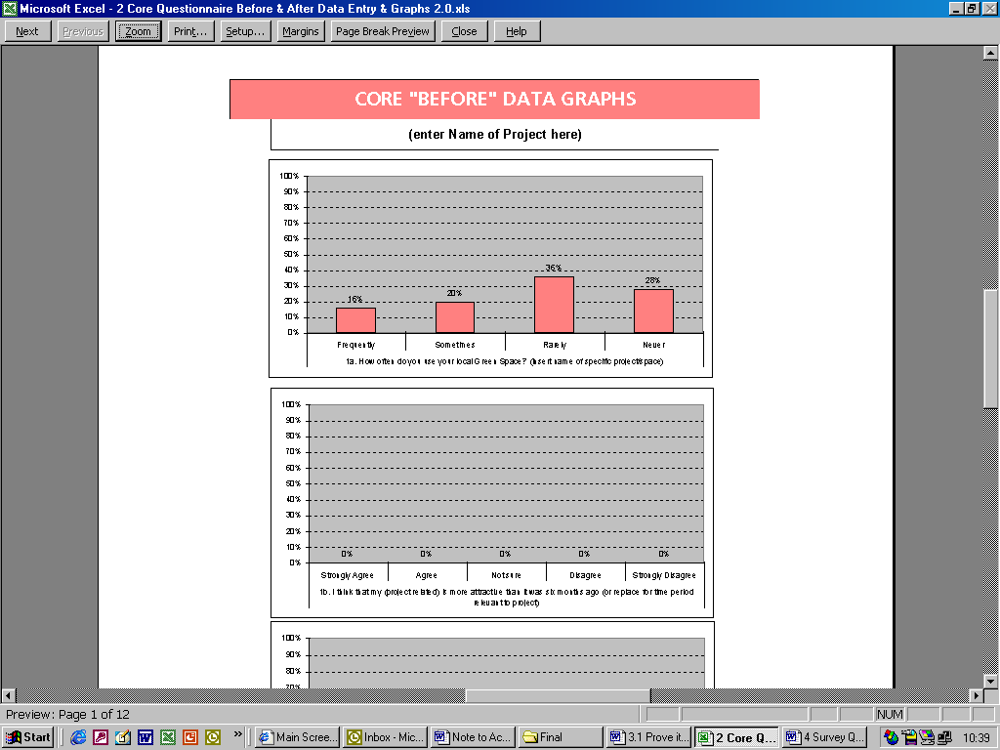 Microsoft Excel - 2 Core Questionnaire Before & After Data Entry & Graphs 2.0.xls
Next Previous Zoom Print... Setup... Margins Page Break Preview Close Help
CORE "BEFORE" DATA GRAPHS
(enter Name of Project here)
100%
90%
80%
70%
60%
50%
40%
30%
20%
10%
0%
16% 20% 36% 28%
Frequently Sometimes Rarely Never
1a. How often do you use your local Green Space? (insert name of specific project/space)
100%
90%
80%
70%
60%
50%
40%
30%
20%
10%
0%
0% 0% 0% 0% 0%
Strongly Agree Agree Not sure Disagree Strongly Disagree
1b. I think that my (project related) is more attractive than it was six months ago (or replace for time period
relevant to project)
100%
90%
80%
70%
Preview: Page 1 of 12 NUM
Start Main Scree... Inbox - Mic... Note to Ac... Final 3.1 Prove it... 2 Core Q... 4 Survey Q... 10:39